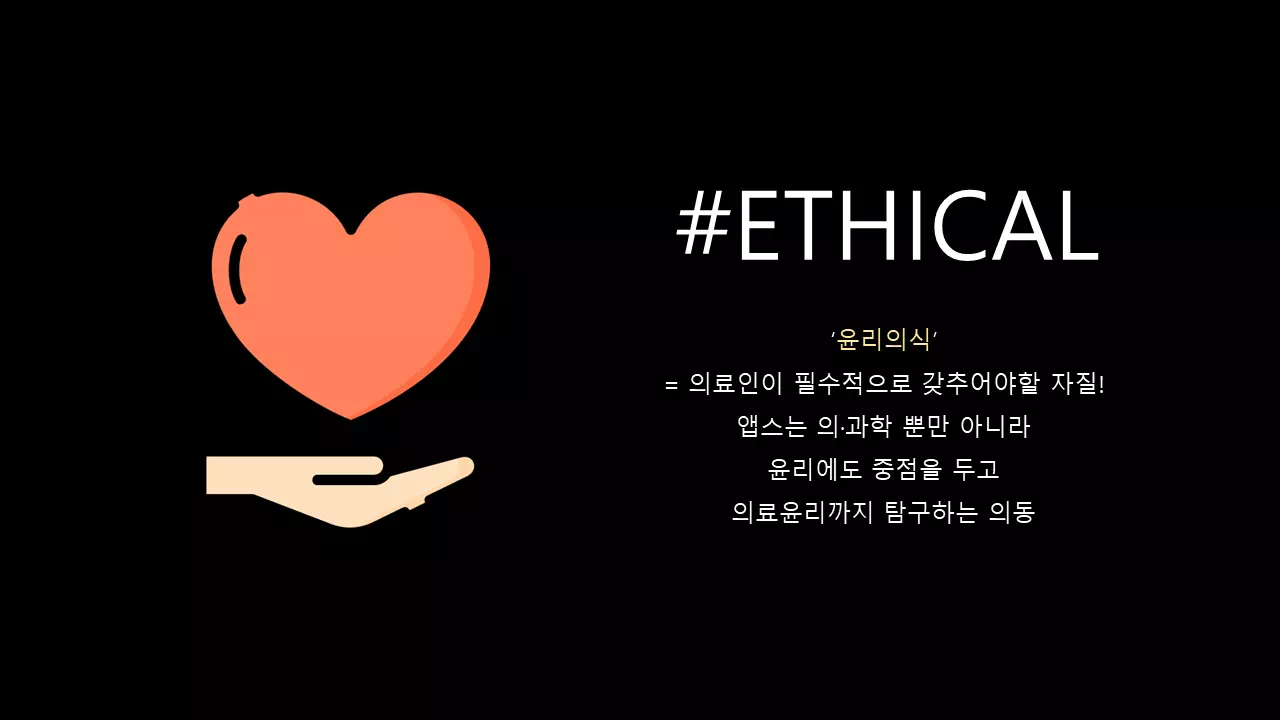 #ETHICAL
‘윤리의식’
= 의료인이 필수적으로 갖추어야할 자질!
앱스는 의·과학 뿐만 아니라
윤리에도 중점을 두고
의료윤리까지 탐구하는 의동